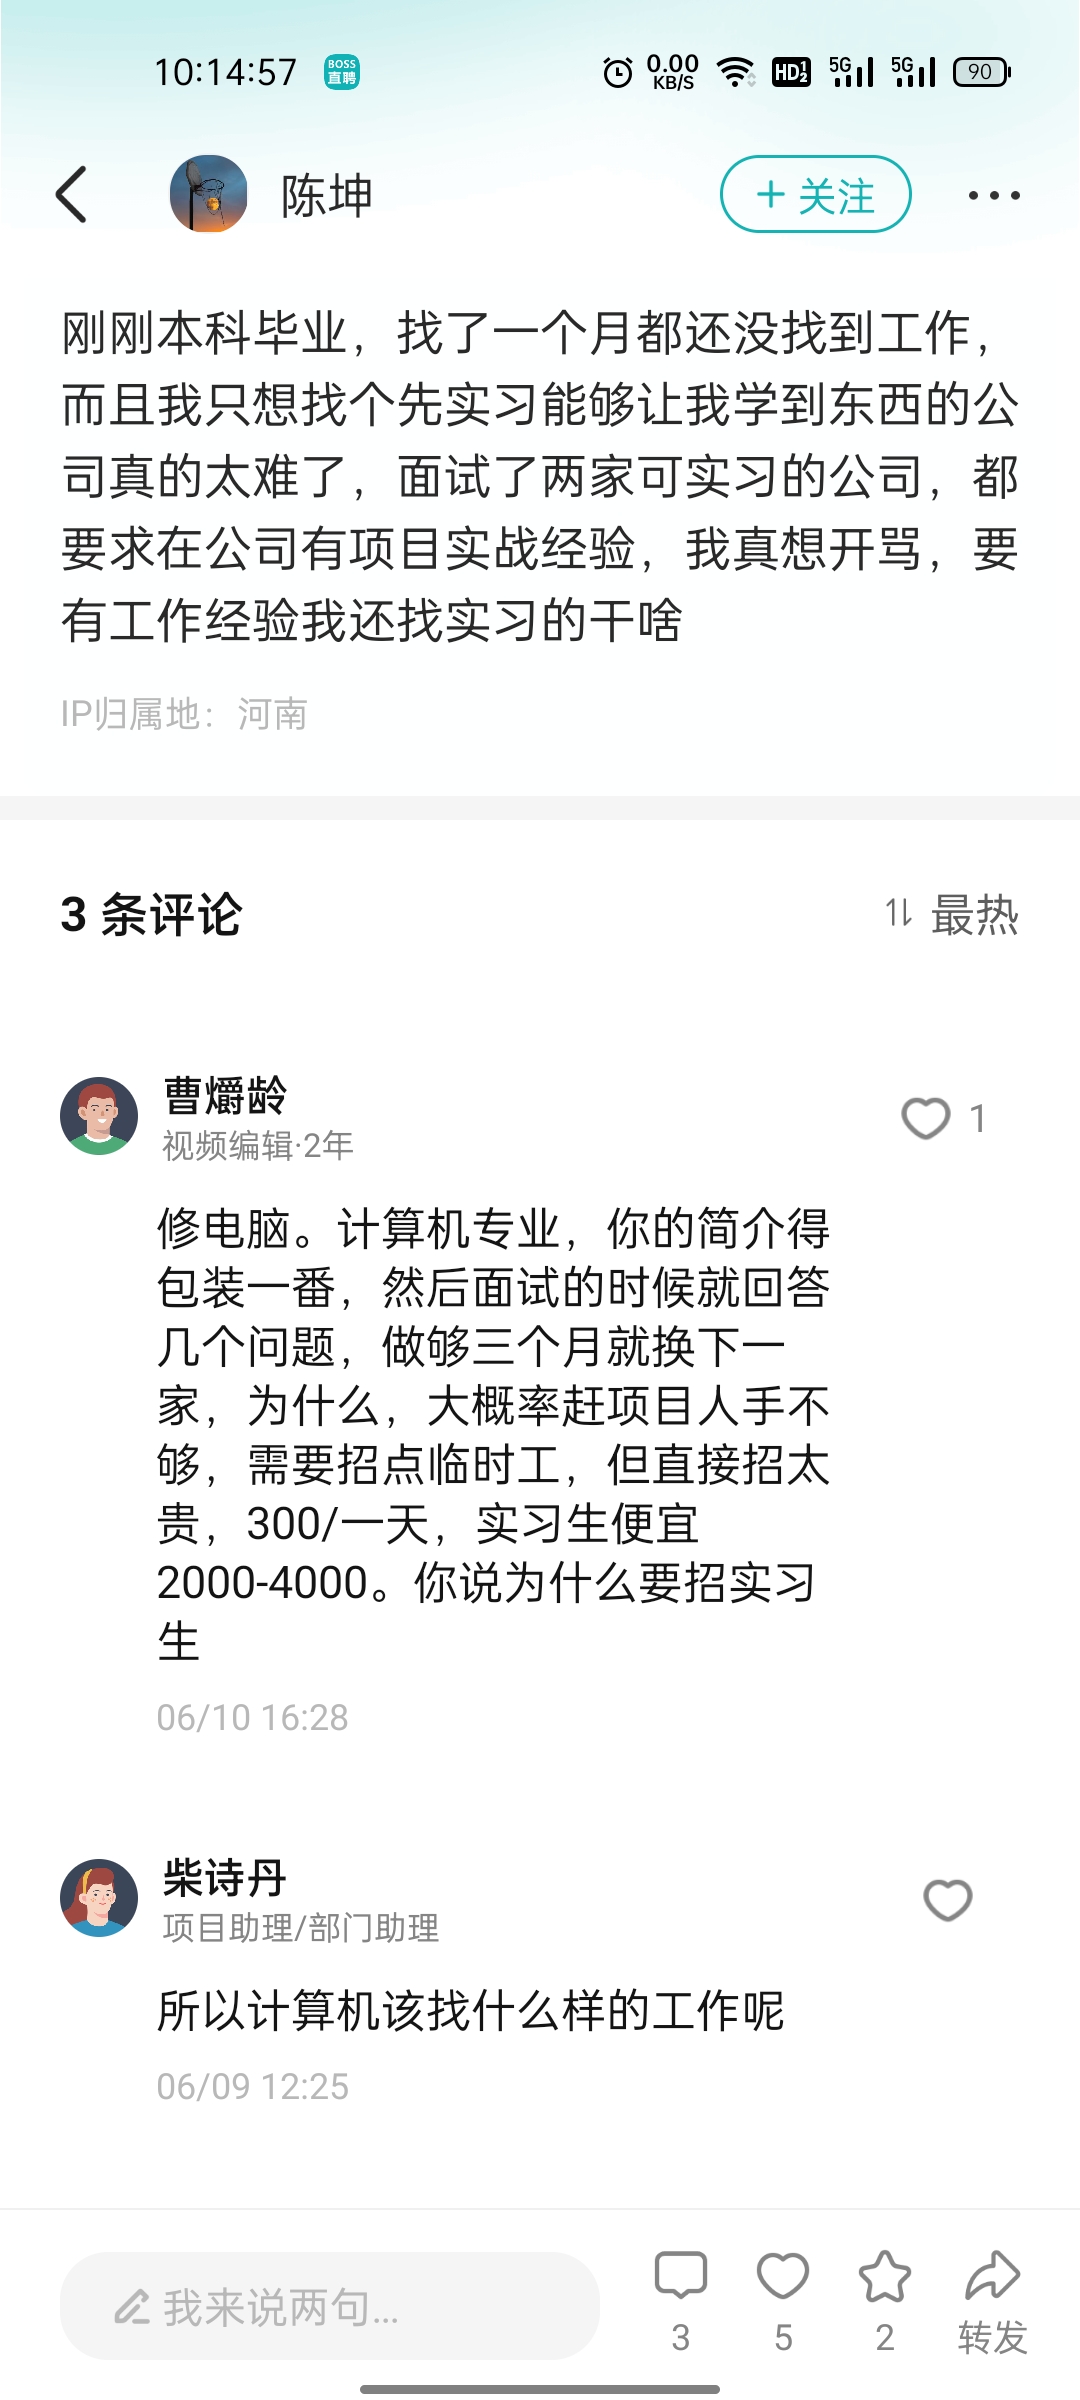 10:14:57
BOSS
直聘
0.00
KB/S
HD 1 2
5G
5G
90
陈坤
+ 关注
刚刚本科毕业，找了一个月都还没找到工作，
而且我只想找个先实习能够让我学到东西的公
司真的太难了，面试了两家可实习的公司，都
要求在公司有项目实战经验，我真想开骂，要
有工作经验我还找实习的干啥
IP归属地：河南
3 条评论
最热
曹爝龄
1
视频编辑·2年
修电脑。计算机专业，你的简介得
包装一番，然后面试的时候就回答
几个问题，做够三个月就换下一
家，为什么，大概率赶项目人手不
够，需要招点临时工，但直接招太
贵，300/一天，实习生便宜
2000-4000。你说为什么要招实习
生
06/10 16:28
柴诗丹
项目助理/部门助理
所以计算机该找什么样的工作呢
06/09 12:25
我来说两句...
3
5
2
转发